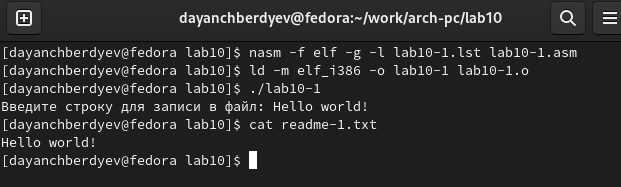 dayanchberdyev@fedora:~/work/arch-pc/lab10
[dayanchberdyev@fedora lab10]$ nasm -f elf -g -l lab10-1.lst lab10-1.asm
[dayanchberdyev@fedora lab10]$ ld -m elf_i386 -o lab10-1 lab10-1.o
[dayanchberdyev@fedora lab10]$ ./lab10-1
Введите строку для записи в файл: Hello world!
[dayanchberdyev@fedora lab10]$ cat readme-1.txt
Hello world!
[dayanchberdyev@fedora lab10]$